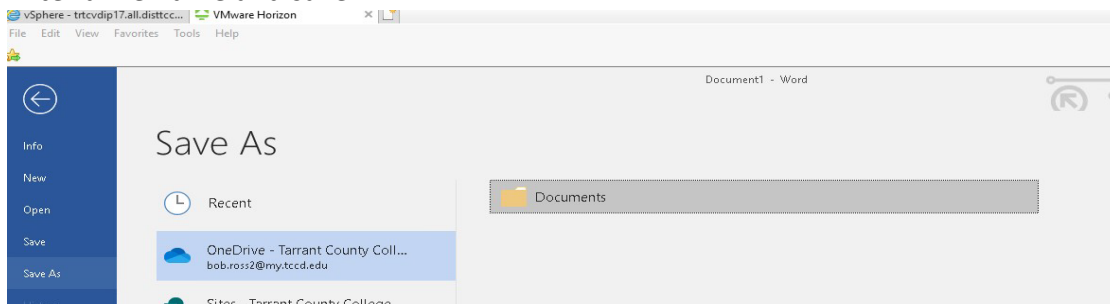 vSphere - trtcvdip17.all.disttcc...
VMware Horizon
File Edit View Favorites Tools Help
Document1 - Word
Save As
Info
New
Open
Save
Save As
Recent
OneDrive - Tarrant County Coll...
bob.ross2@my.tccd.edu
Sites - Tarrant County College
Documents